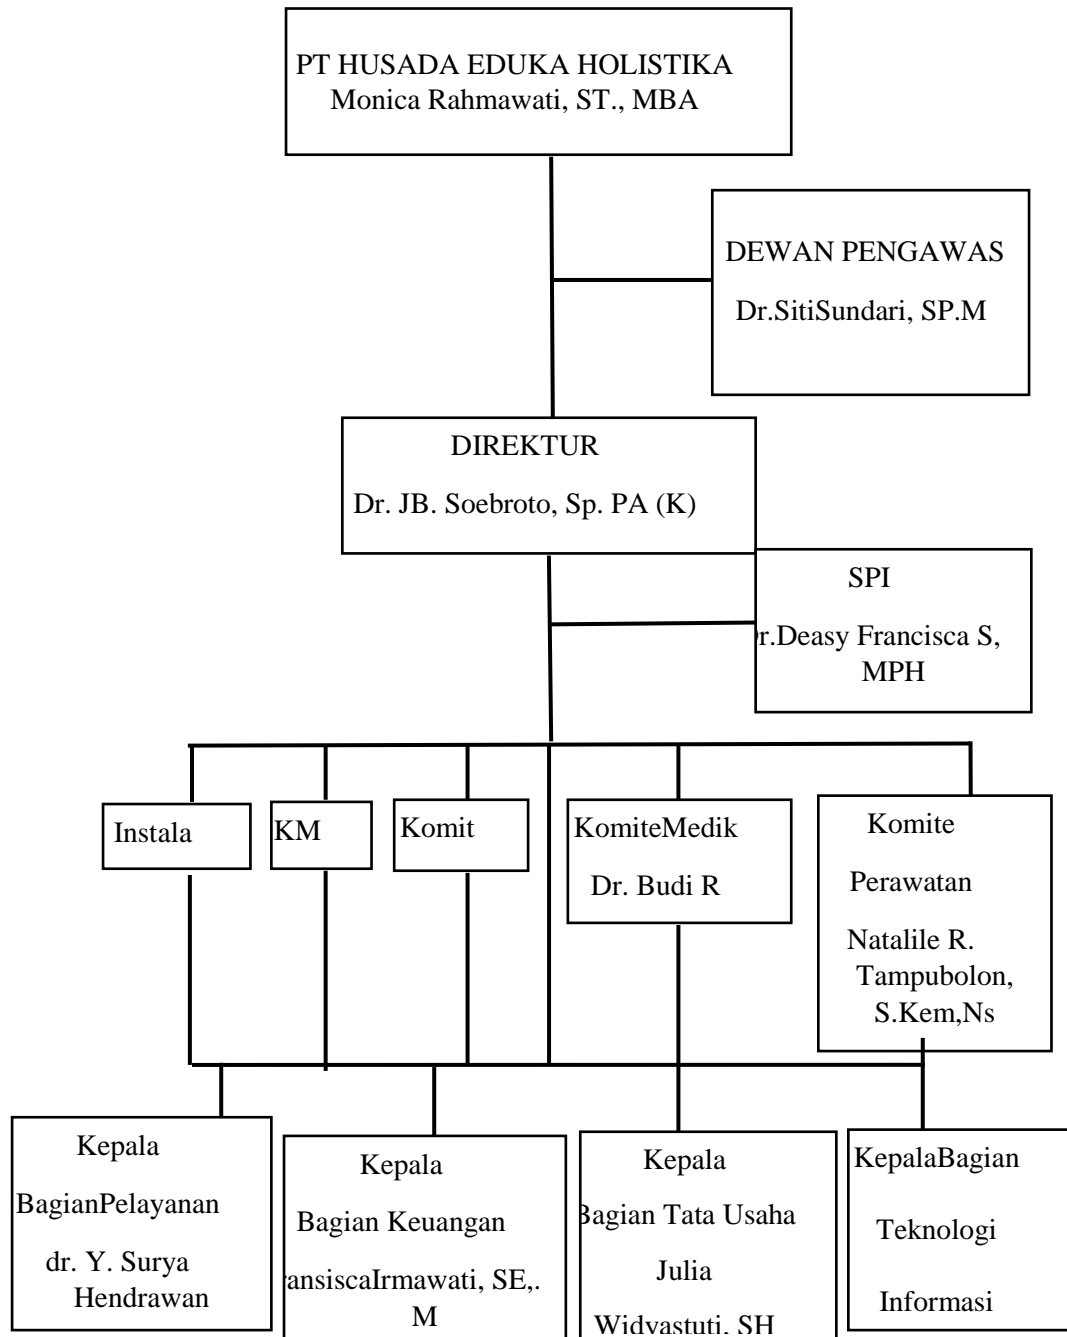 PT HUSADA EDUKA HOLISTIKA
Monica Rahmawati, ST., MBA
DEWAN PENGAWAS
Dr.SitiSundari, SP.M
DIREKTUR
Dr. JB. Soebroto, Sp. PA (K)
SPI
r.Deasy Francisca S,
MPH
Instala
KM
Komit
KomiteMedik
Dr. Budi R
Komite
Perawatan
Natalile R.
Tampubolon,
S.Kem,Ns
Kepala
BagianPelayanan
dr. Y. Surya
Hendrawan
Kepala
Bagian Keuangan
ransiscaIrmawati, SE,.
M
Kepala
Bagian Tata Usaha
Julia
Widyastuti, SH
KepalaBagian
Teknologi
Informasi